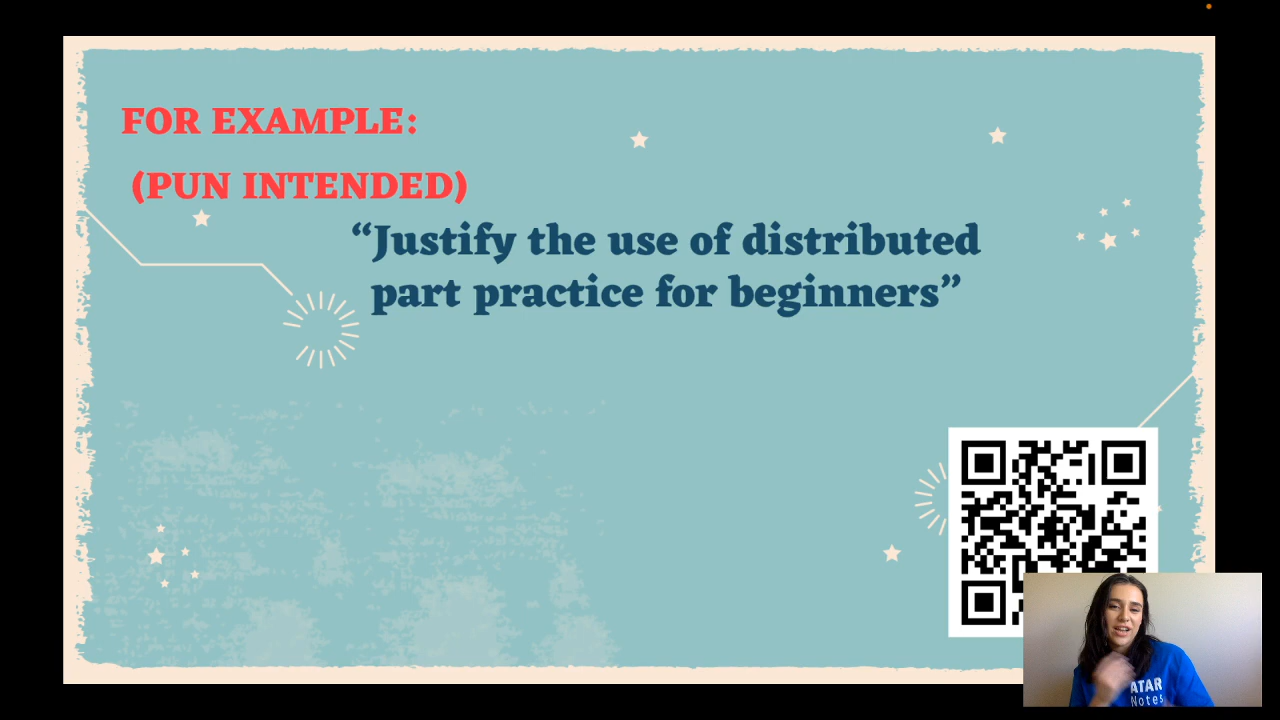 FOR EXAMPLE:
(PUN INTENDED)
“Justify the use of distributed
part practice for beginners”
ATAR
Notes